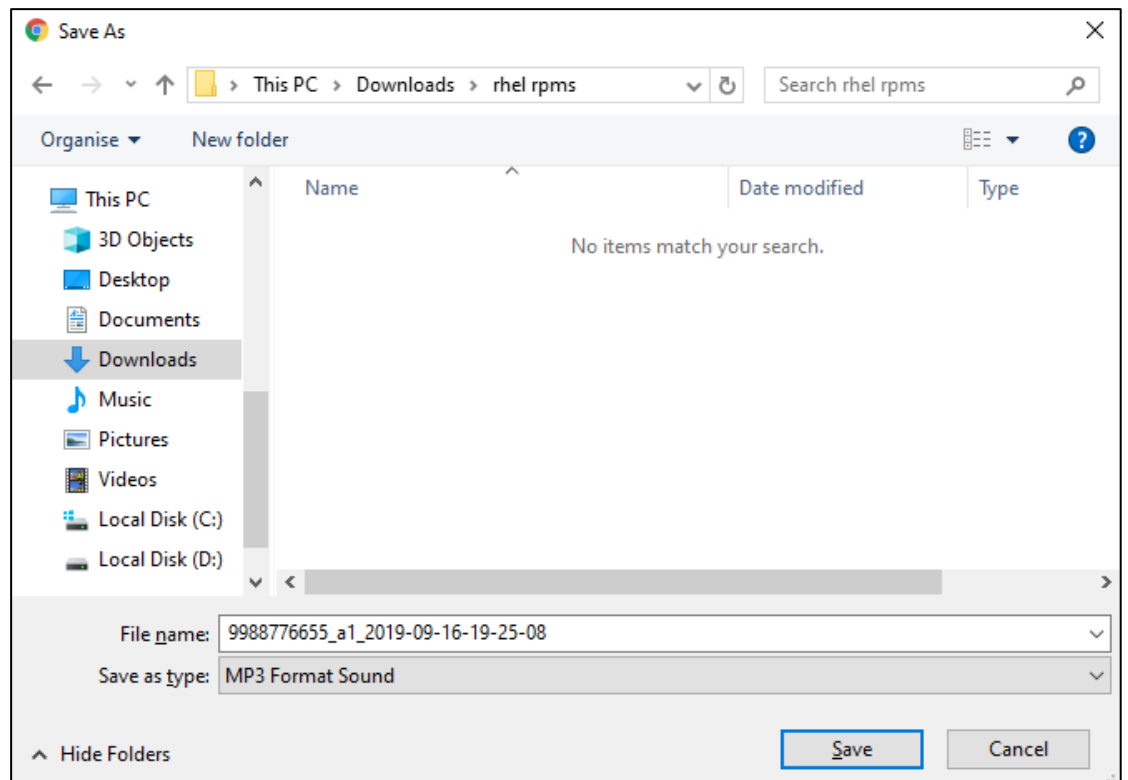 Save As
This PC > Downloads > rhel rpms
Search rhel rpms
Organise
New folder
Name
Date modified
Type
No items match your search.
This PC
3D Objects
Desktop
Documents
Downloads
Music
Pictures
Videos
Local Disk (C:)
Local Disk (D:)
File name: 9988776655_a1_2019-09-16-19-25-08
Save as type: MP3 Format Sound
Hide Folders
Save
Cancel